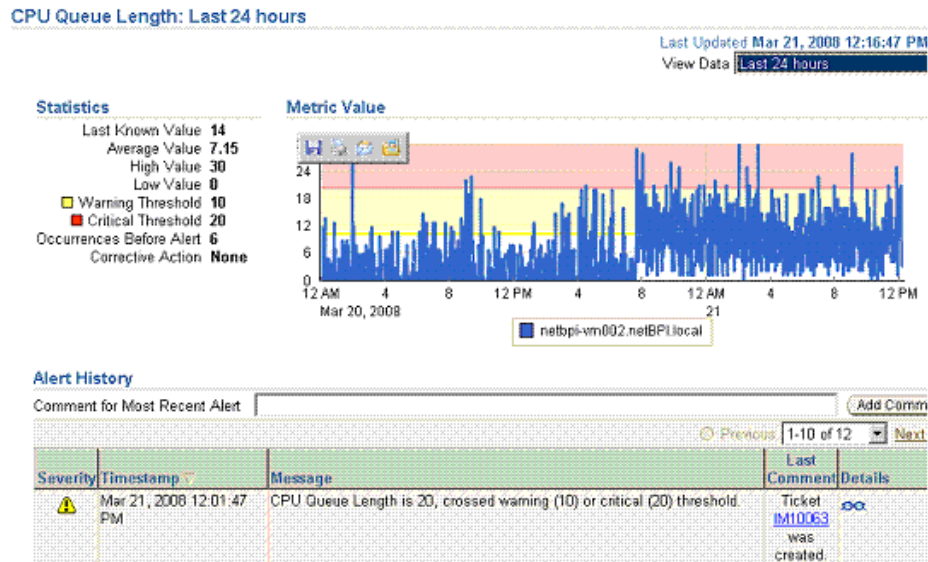 CPU Queue Length: Last 24 hours
Last Updated Mar 21, 2008 12:16:47 PM
View Data Last 24 hours
Statistics
Last Known Value 14
Average Value 7.15
High Value 30
Low Value 0
Warning Threshold 10
Critical Threshold 20
Occurrences Before Alert 6
Corrective Action None
Metric Value
24
18
12
6
0
12 AM 4 8 12 PM 4 8 12 AM 4 8 12 PM
Mar 20, 2008 21
netbpi-vm002.netBPI.local
Alert History
Comment for Most Recent Alert
Add Comm
Previous 1-10 of 12 Next
Severity Timestamp Message Last Comment Details
Mar 21, 2008 12:01:47 PM
CPU Queue Length is 20, crossed warning (10) or critical (20) threshold.
Ticket
IM10063
was
created.